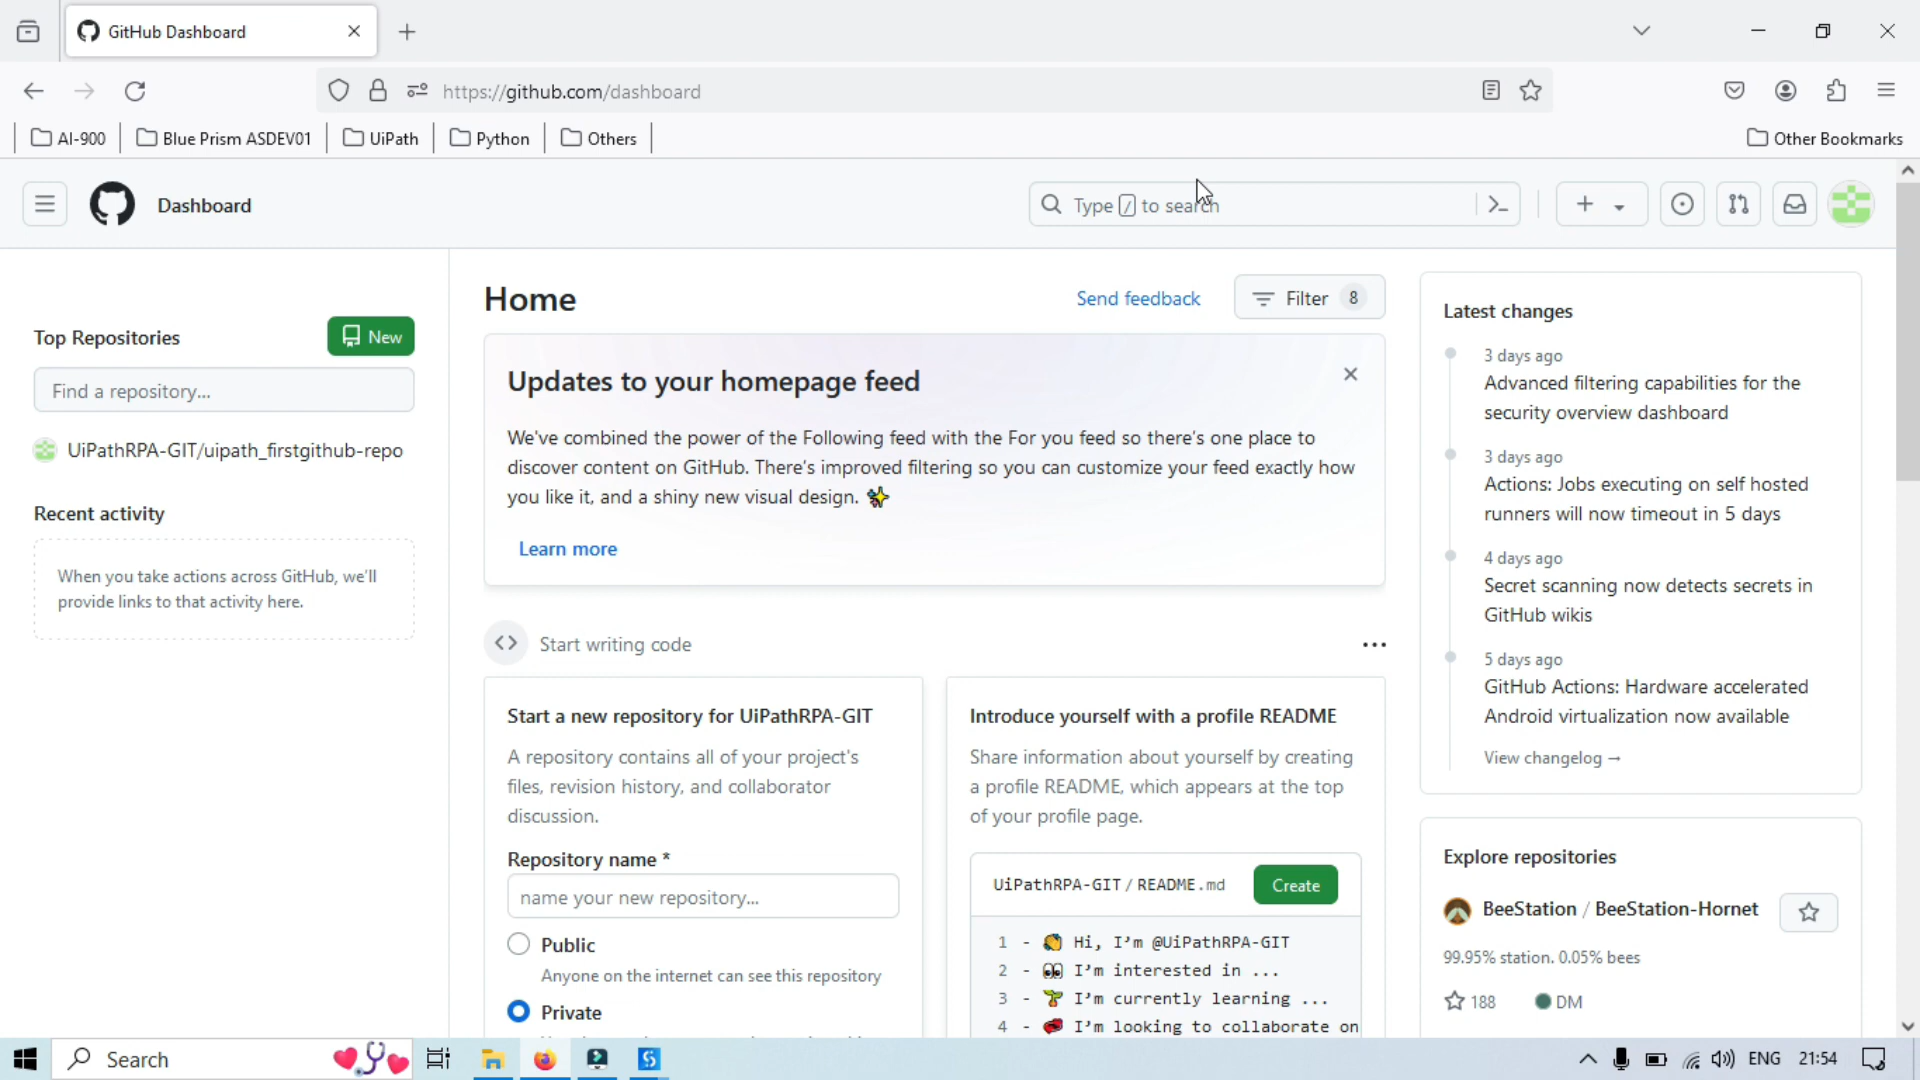 GitHub Dashboard
https://github.com/dashboard
AI-900
Blue Prism ASDEV01
UiPath
Python
Others
Other Bookmarks
Dashboard
Type / to search
Top Repositories
New
Find a repository...
UiPathRPA-GIT/uipath_firstgithub-repo
Recent activity
When you take actions across GitHub, we'll
provide links to that activity here.
Home
Send feedback
Filter 8
Updates to your homepage feed
We've combined the power of the Following feed with the For you feed so there's one place to
discover content on GitHub. There's improved filtering so you can customize your feed exactly how
you like it, and a shiny new visual design. ✨
Learn more
Start writing code
Start a new repository for UiPathRPA-GIT
A repository contains all of your project's
files, revision history, and collaborator
discussion.
Repository name *
name your new repository...
Public
Anyone on the internet can see this repository
Private
Introduce yourself with a profile README
Share information about yourself by creating
a profile README, which appears at the top
of your profile page.
UiPathRPA-GIT / README.md
Create
1 - 👋 Hi, I'm @UiPathRPA-GIT
2 - 👀 I'm interested in ...
3 - 🌱 I'm currently learning ...
4 - 💞️ I'm looking to collaborate on
Latest changes
3 days ago
Advanced filtering capabilities for the
security overview dashboard
3 days ago
Actions: Jobs executing on self hosted
runners will now timeout in 5 days
4 days ago
Secret scanning now detects secrets in
GitHub wikis
5 days ago
GitHub Actions: Hardware accelerated
Android virtualization now available
View changelog →
Explore repositories
BeeStation / BeeStation-Hornet
99.95% station. 0.05% bees
188
DM
Search
ENG
21:54